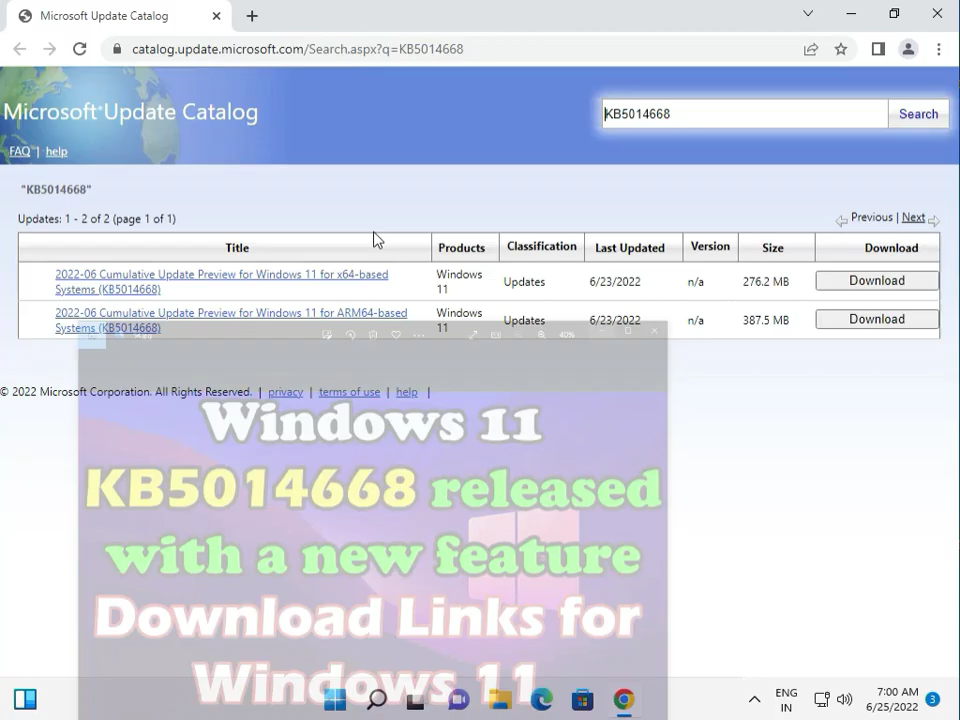 Microsoft Update Catalog
catalog.update.microsoft.com/Search.aspx?q=KB5014668
Microsoft Update Catalog
KB5014668
Search
FAQ | help
"KB5014668"
Updates: 1 - 2 of 2 (page 1 of 1)
Previous | Next
Title Products Classification Last Updated Version Size Download
2022-06 Cumulative Update Preview for Windows 11 for x64-based
Systems (KB5014668)
Windows
11
Updates 6/23/2022 n/a 276.2 MB Download
2022-06 Cumulative Update Preview for Windows 11 for ARM64-based
Systems (KB5014668)
Windows
11
Updates 6/23/2022 n/a 387.5 MB Download
40%
© 2022 Microsoft Corporation. All Rights Reserved. | privacy | terms of use | help |
Windows 11
KB5014668 released
with a new feature
Download Links for
Windows 11
ENG
IN
7:00 AM
6/25/2022
3